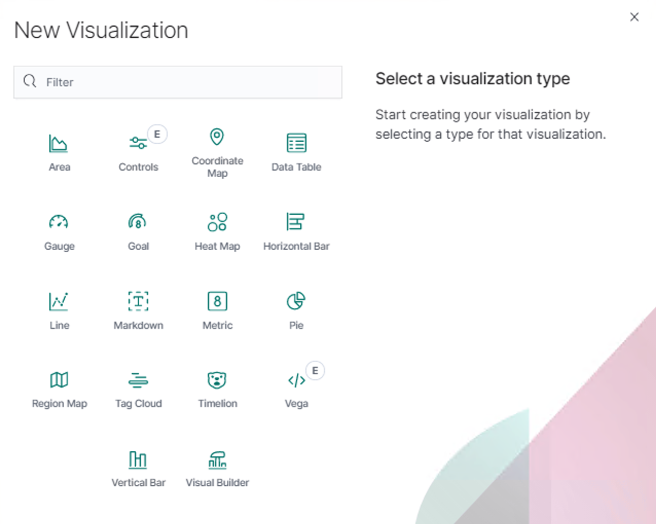 New Visualization
Filter
Select a visualization type
Start creating your visualization by
selecting a type for that visualization.
E
Area
Controls
Coordinate
Map
Data Table
8
Gauge
Goal
Heat Map
Horizontal Bar
T
8
Line
Markdown
Metric
Pie
E
Region Map
Tag Cloud
Timelion
Vega
Vertical Bar
Visual Builder